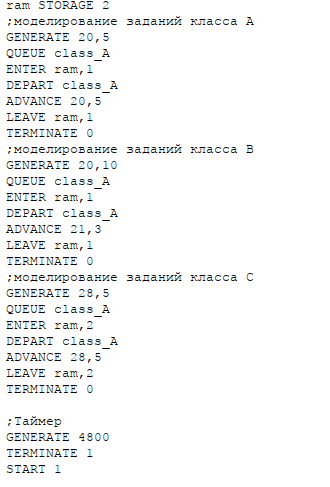 ram STORAGE 2
;моделирование заданий класса A
GENERATE 20,5
QUEUE class_A
ENTER ram,1
DEPART class_A
ADVANCE 20,5
LEAVE ram,1
TERMINATE 0
;моделирование заданий класса B
GENERATE 20,10
QUEUE class_A
ENTER ram,1
DEPART class_A
ADVANCE 21,3
LEAVE ram,1
TERMINATE 0
;моделирование заданий класса C
GENERATE 28,5
QUEUE class_A
ENTER ram,2
DEPART class_A
ADVANCE 28,5
LEAVE ram,2
TERMINATE 0
;Таймер
GENERATE 4800
TERMINATE 1
START 1